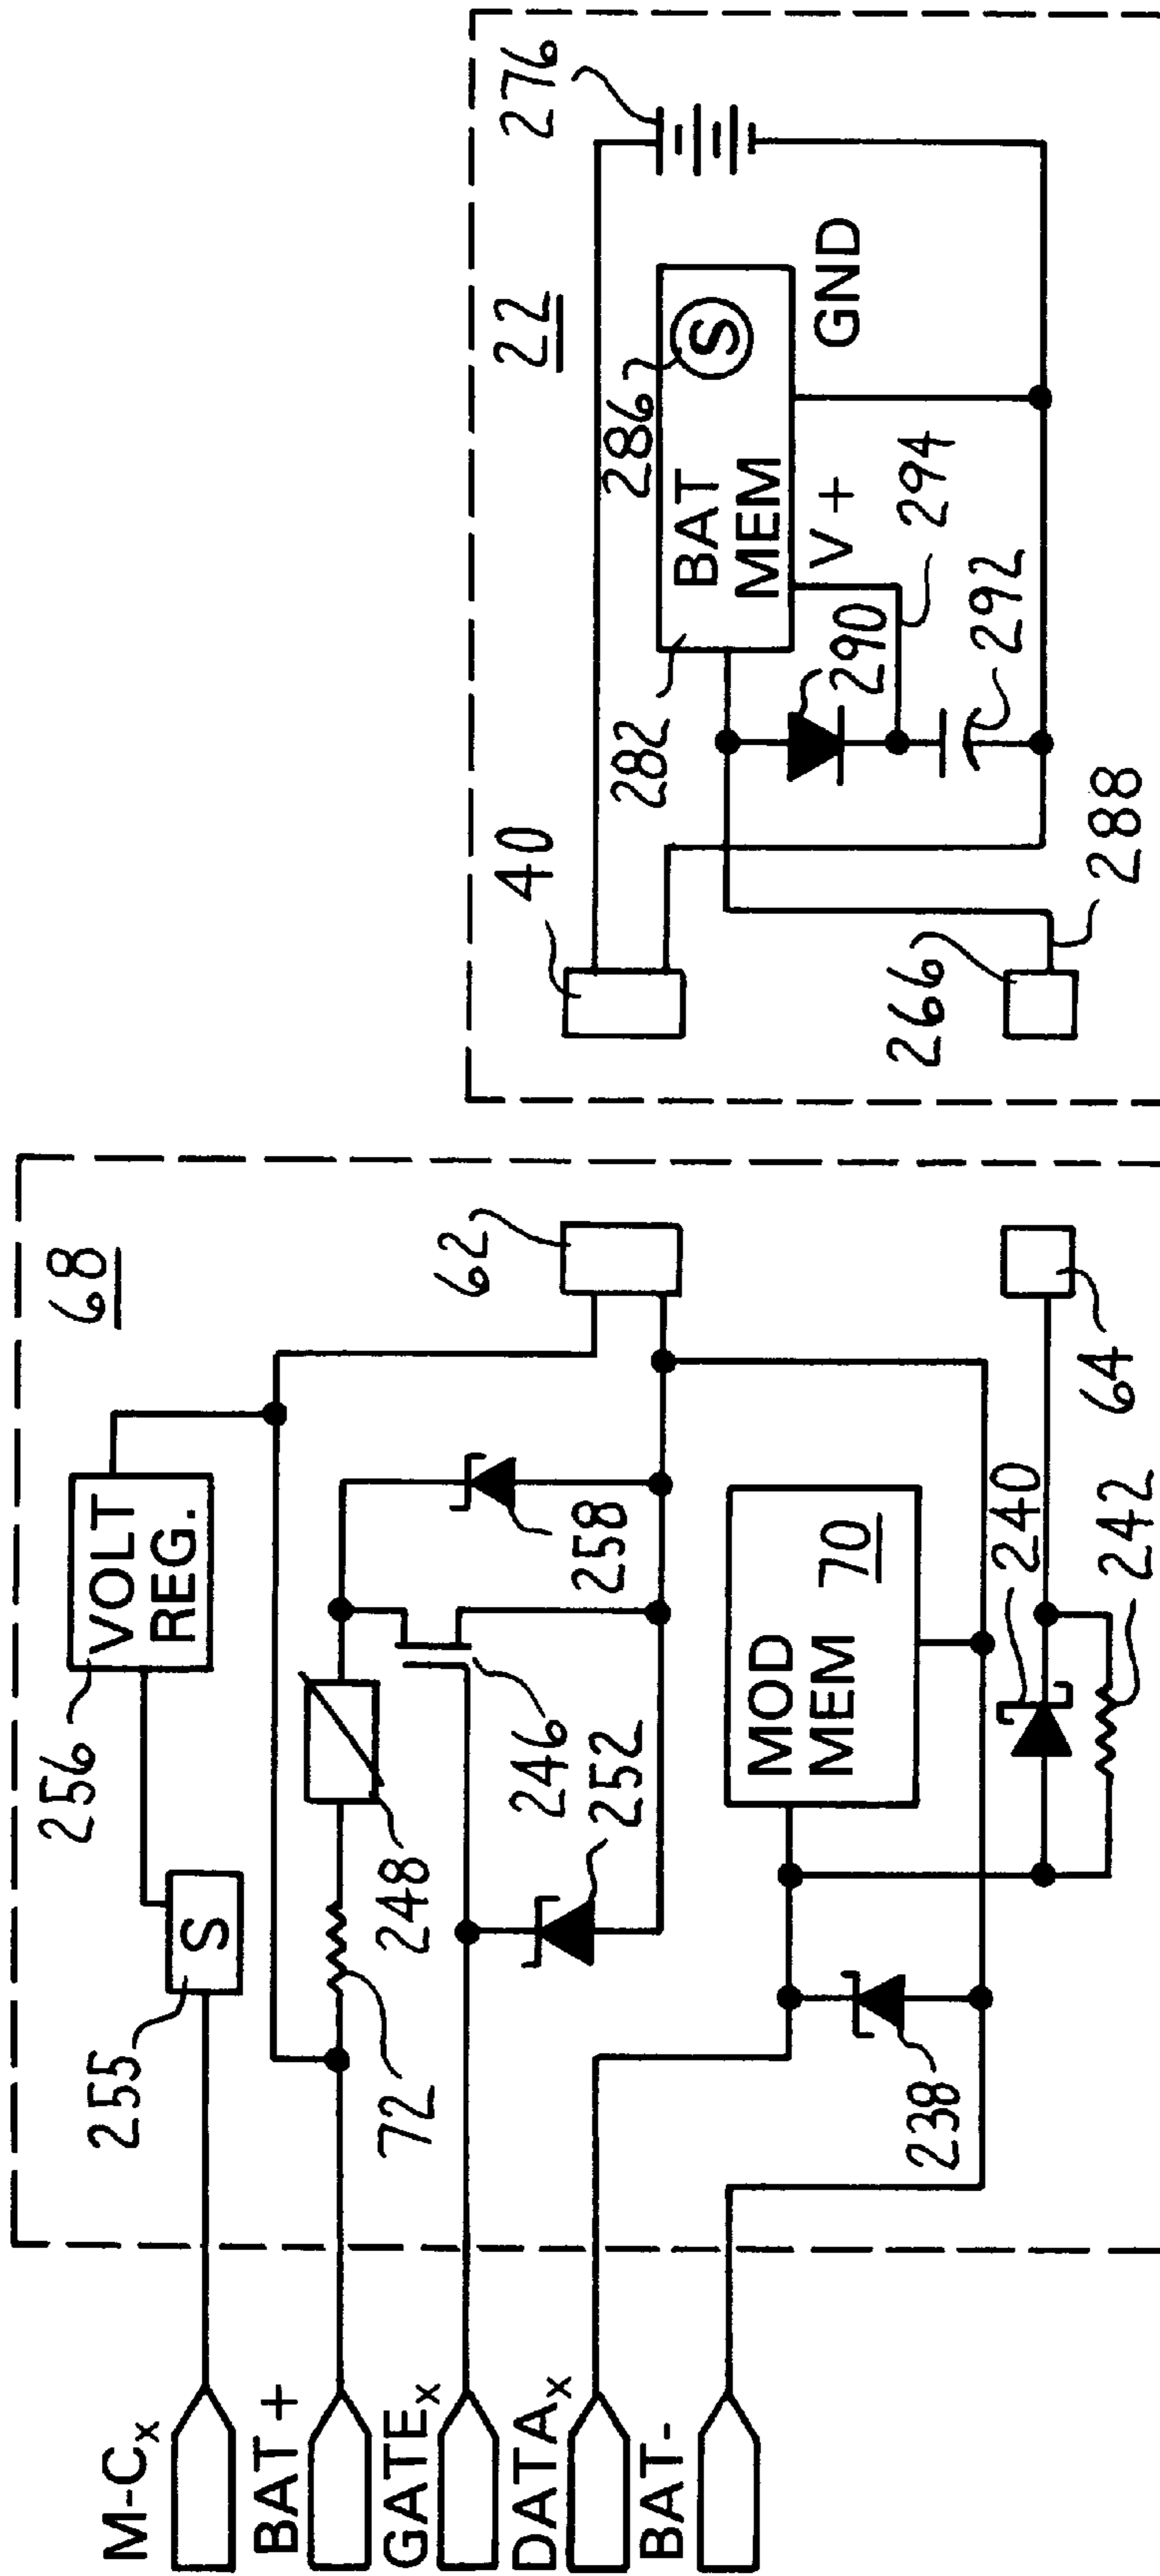 M-Cx
BAT+
GATEx
DATAx
BAT-
68
255
S
256
VOLT
REG.
72
248
246
252
258
62
238
MOD
MEM
70
240
242
64
22
40
266
288
282
BAT
MEM
286
S
V+
GND
290
294
292
276